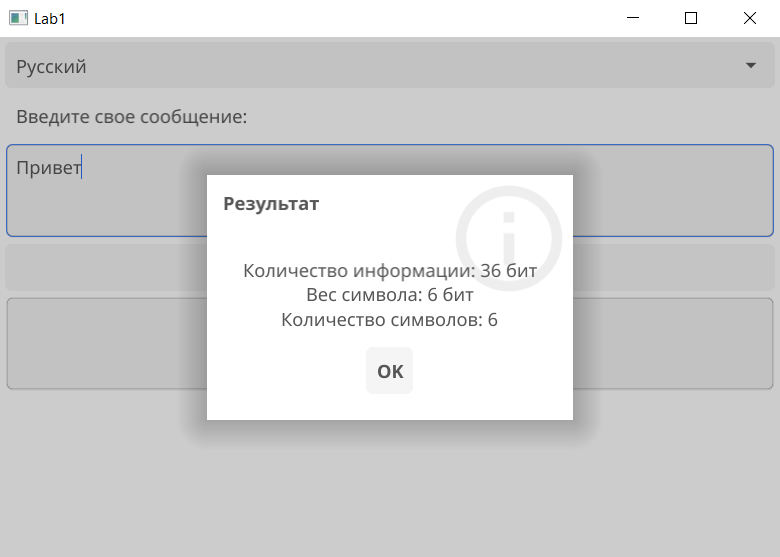 Lab1
Русский
Введите свое сообщение:
Привет
Результат
Количество информации: 36 бит
Вес символа: 6 бит
Количество символов: 6
OK